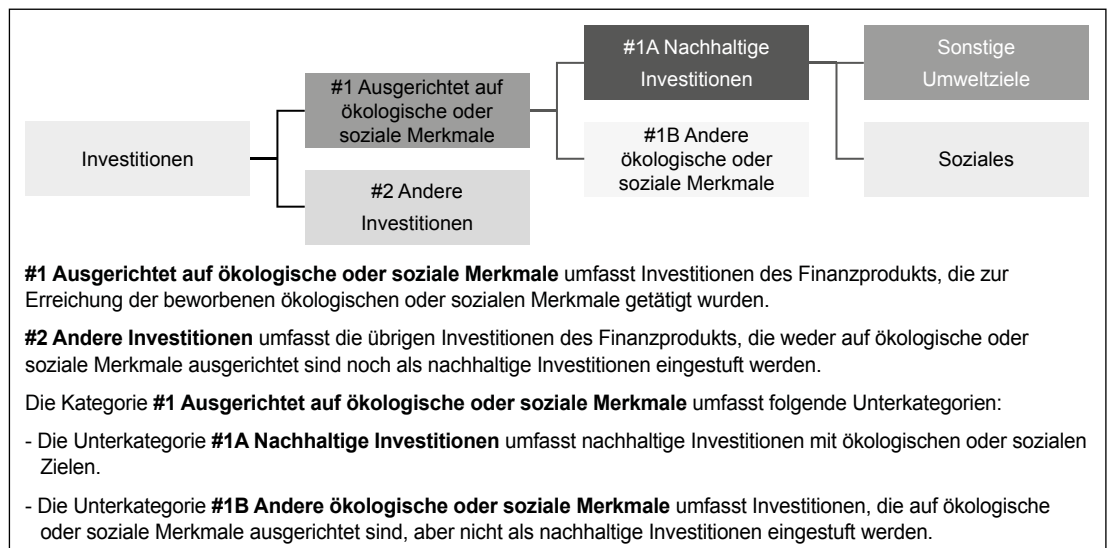 Investitionen
#1 Ausgerichtet auf
ökologische oder
soziale Merkmale
#2 Andere
Investitionen
#1A Nachhaltige
Investitionen
#1B Andere
ökologische oder
soziale Merkmale
Sonstige
Umweltziele
Soziales
#1 Ausgerichtet auf ökologische oder soziale Merkmale umfasst Investitionen des Finanzprodukts, die zur
Erreichung der beworbenen ökologischen oder sozialen Merkmale getätigt wurden.
#2 Andere Investitionen umfasst die übrigen Investitionen des Finanzprodukts, die weder auf ökologische oder
soziale Merkmale ausgerichtet sind noch als nachhaltige Investitionen eingestuft werden.
Die Kategorie #1 Ausgerichtet auf ökologische oder soziale Merkmale umfasst folgende Unterkategorien:
- Die Unterkategorie #1A Nachhaltige Investitionen umfasst nachhaltige Investitionen mit ökologischen oder sozialen
Zielen.
- Die Unterkategorie #1B Andere ökologische oder soziale Merkmale umfasst Investitionen, die auf ökologische
oder soziale Merkmale ausgerichtet sind, aber nicht als nachhaltige Investitionen eingestuft werden.